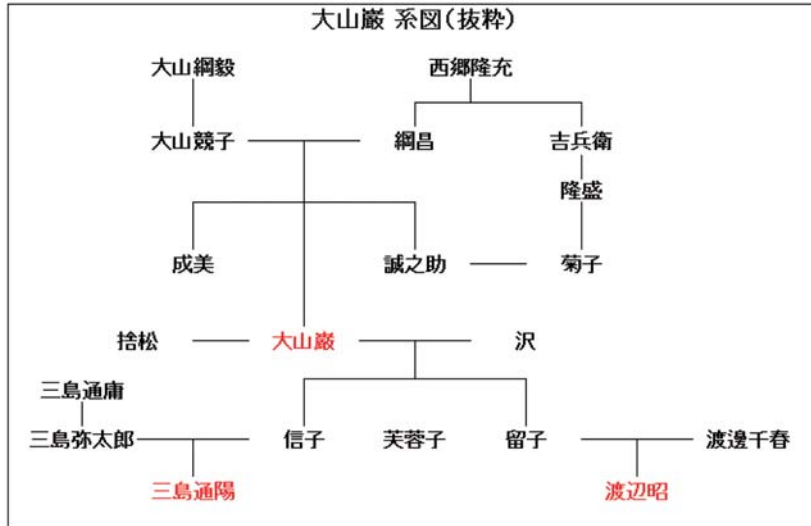 大山巌 系図(抜粋)
大山綱毅 西郷隆充
大山競子 綱昌 吉兵衛
隆盛
成美 誠之助 菊子
捨松 大山巌 沢
三島通庸
三島弥太郎 信子 芙蓉子 留子 渡邊千春
三島通陽 渡辺昭